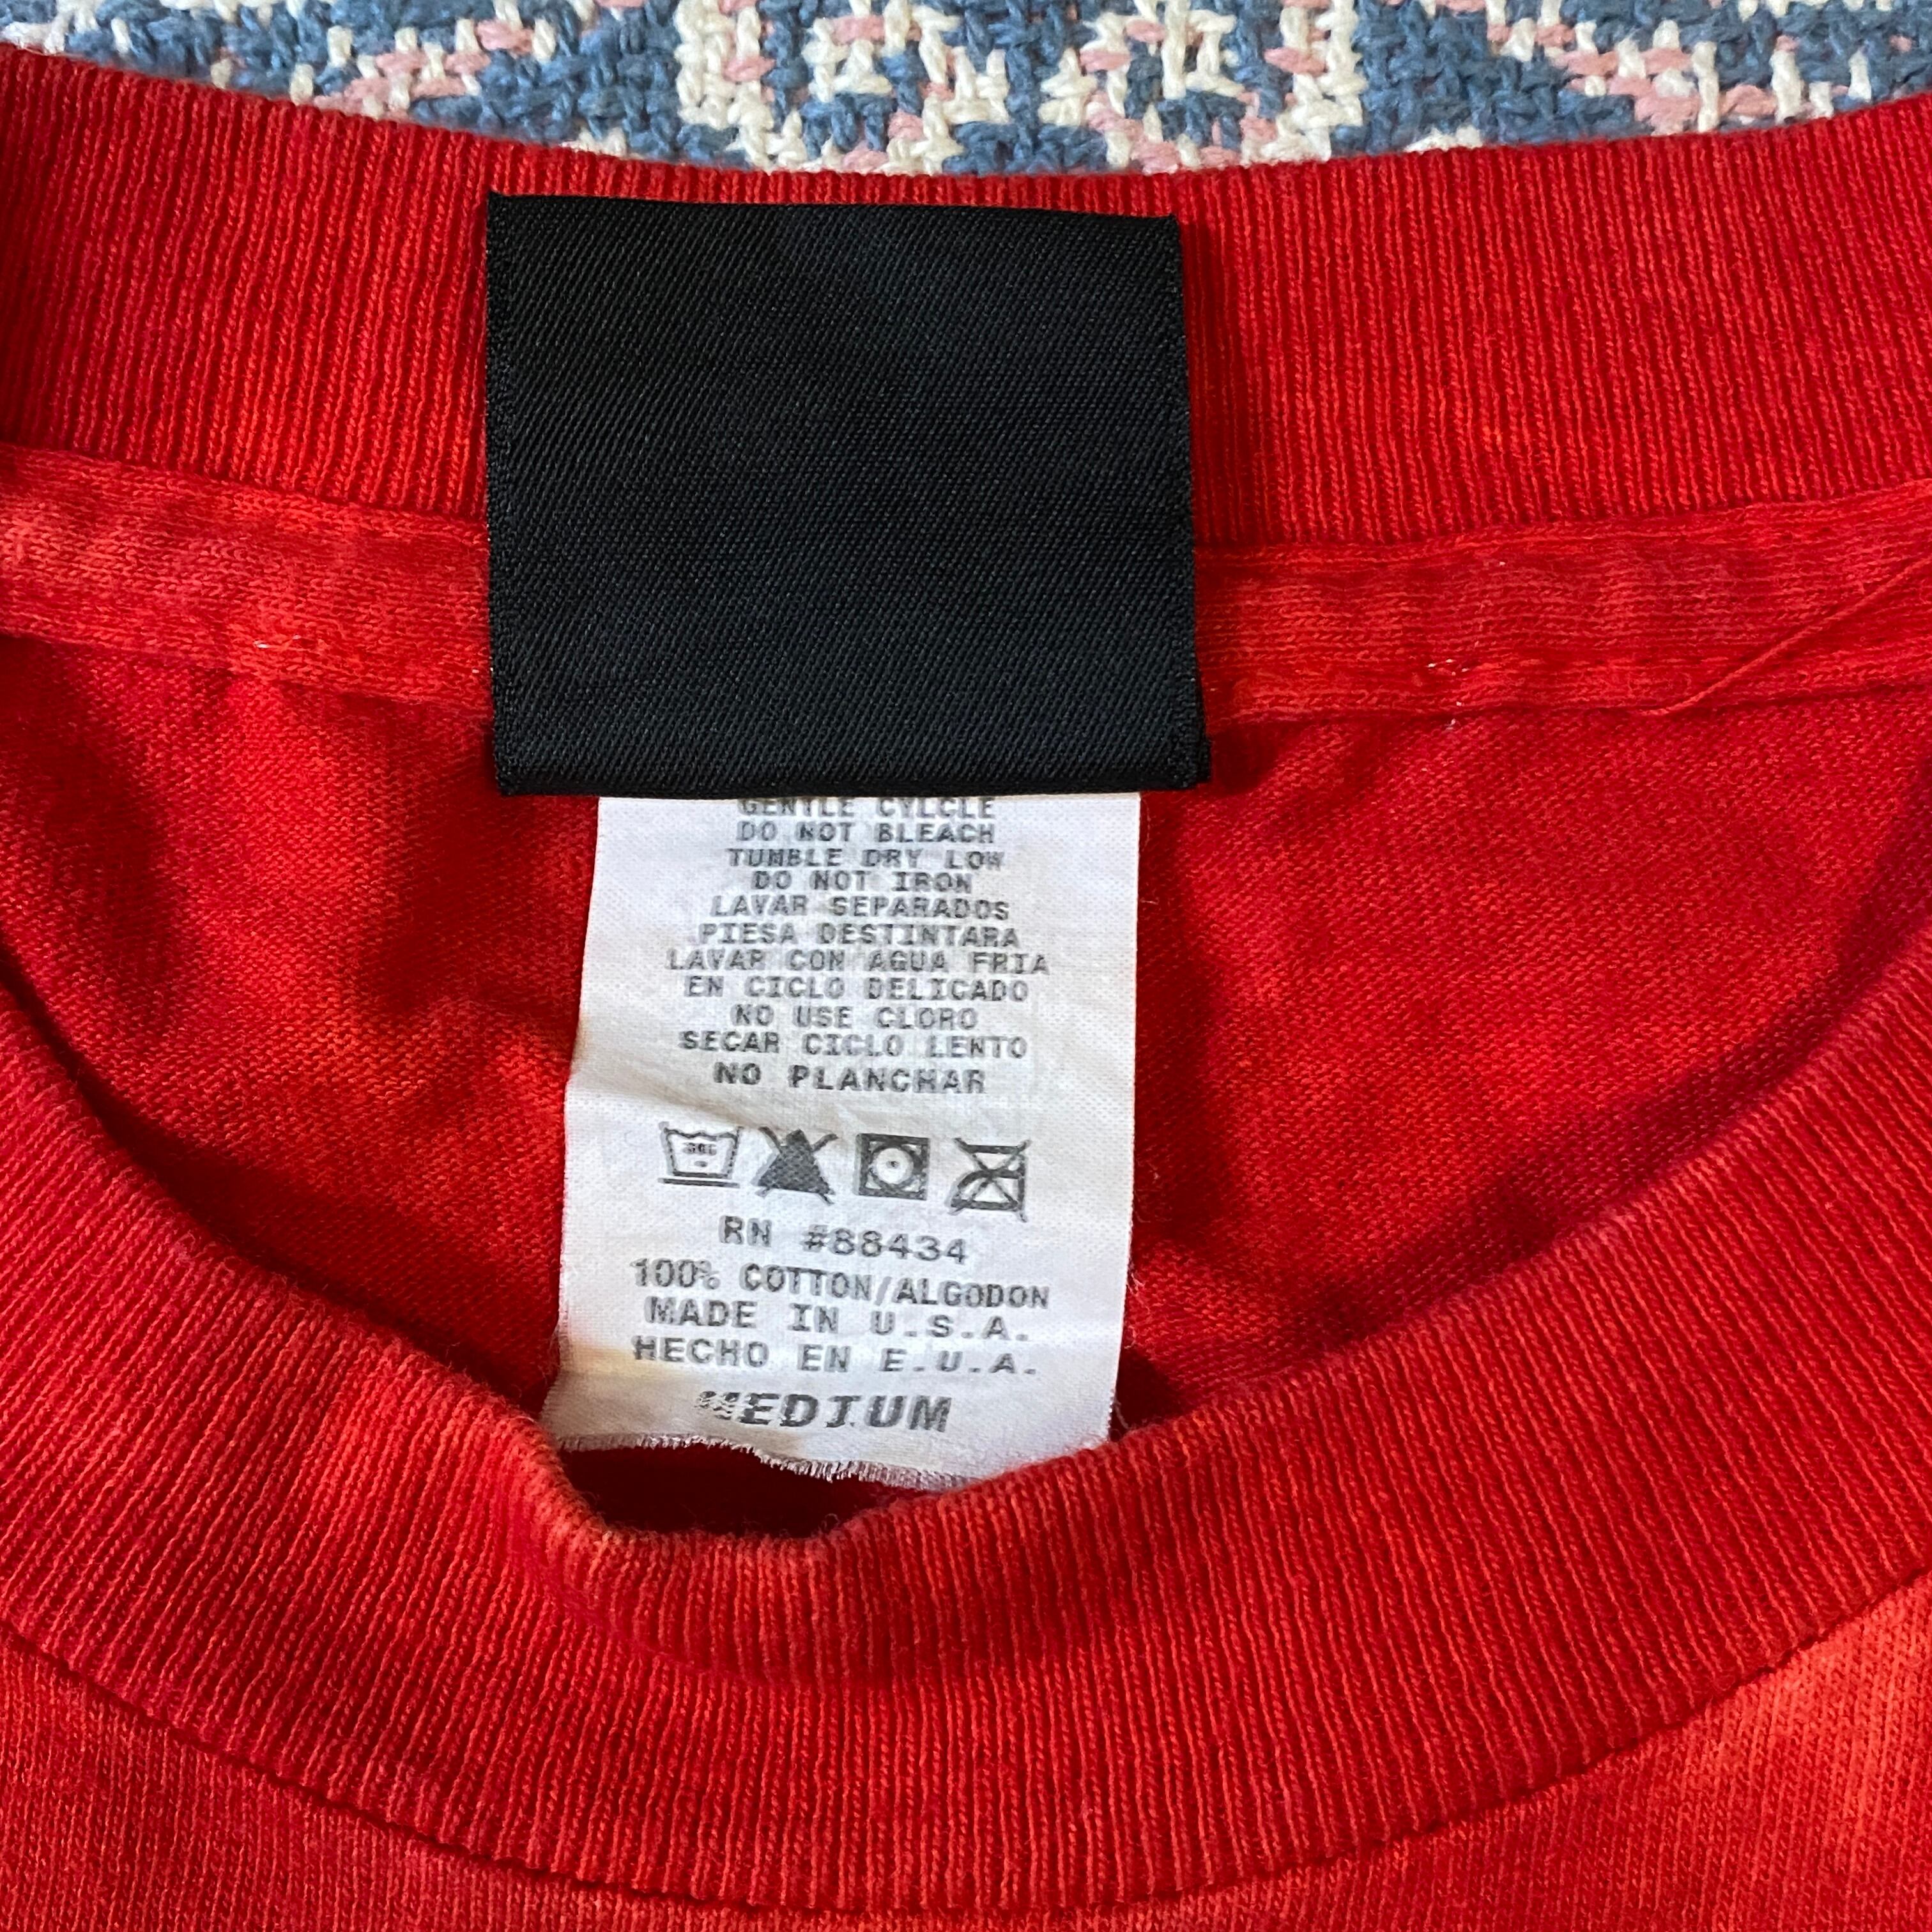 GENTLE CYLCLE
DO NOT BLEACH
TUMBLE DRY LOW
DO NOT IRON
LAVAR SEPARADOS
PIESA DESTINTARA
LAVAR CON AGUA FRIA
EN CICLO DELICADO
NO USE CLORO
SECAR CICLO LENTO
NO PLANCHAR
RN #88434
100% COTTON/ALGODON
MADE IN U.S.A.
HECHO EN E.U.A.
MEDIUM